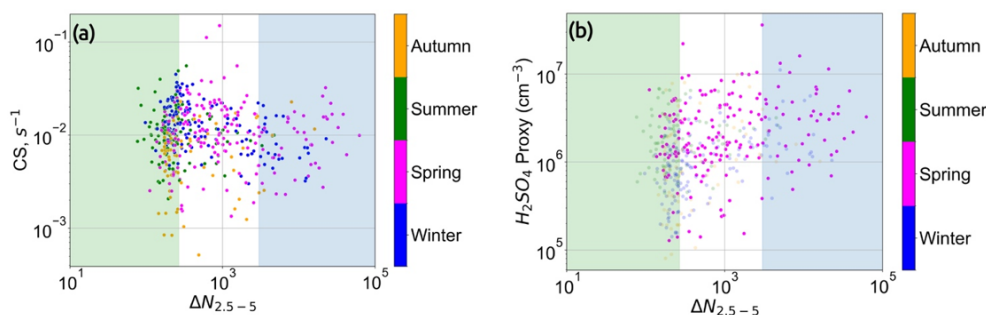 (a)
10⁻¹
10⁻²
10⁻³
CS, s⁻¹
10¹
10³
10⁵
ΔN₂.₅₋₅
Autumn
Summer
Spring
Winter
(b)
10⁷
10⁶
10⁵
H₂SO₄ Proxy (cm⁻³)
10¹
10³
10⁵
ΔN₂.₅₋₅
Autumn
Summer
Spring
Winter